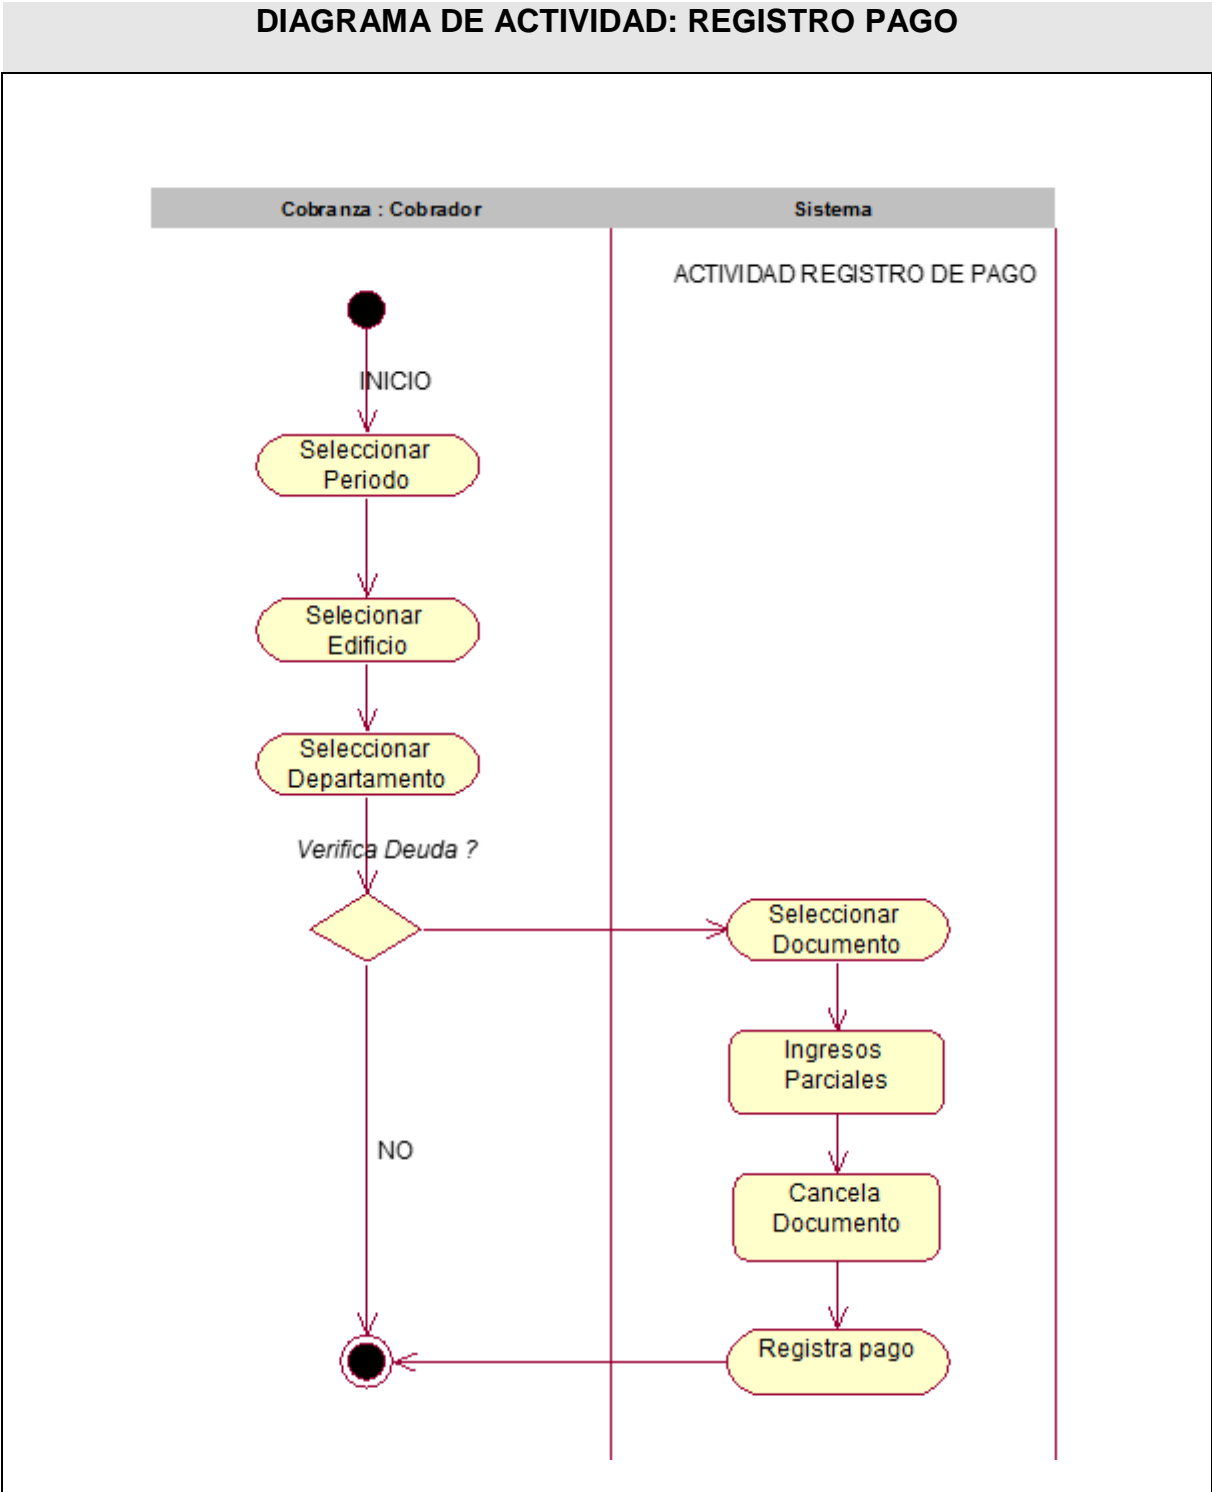 DIAGRAMA DE ACTIVIDAD: REGISTRO PAGO
Cobranza : Cobrador
Sistema
ACTIVIDAD REGISTRO DE PAGO
INICIO
Seleccionar
Periodo
Selecionar
Edificio
Seleccionar
Departamento
Verifica Deuda ?
Seleccionar
Documento
Ingresos
Parciales
NO
Cancela
Documento
Registra pago